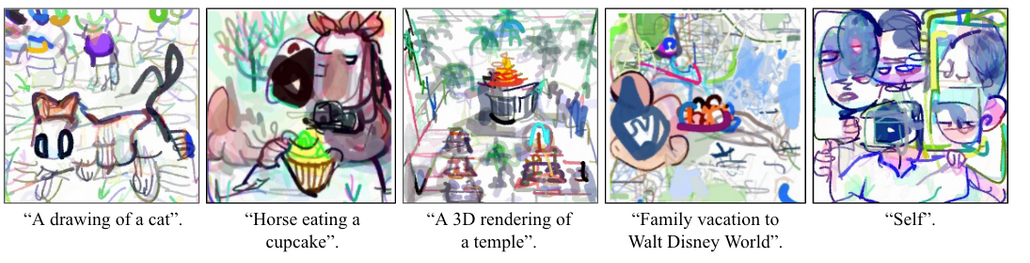 “A drawing of a cat”.
“Horse eating a
cupcake”.
“A 3D rendering of
a temple”.
“Family vacation to
Walt Disney World”.
“Self”.